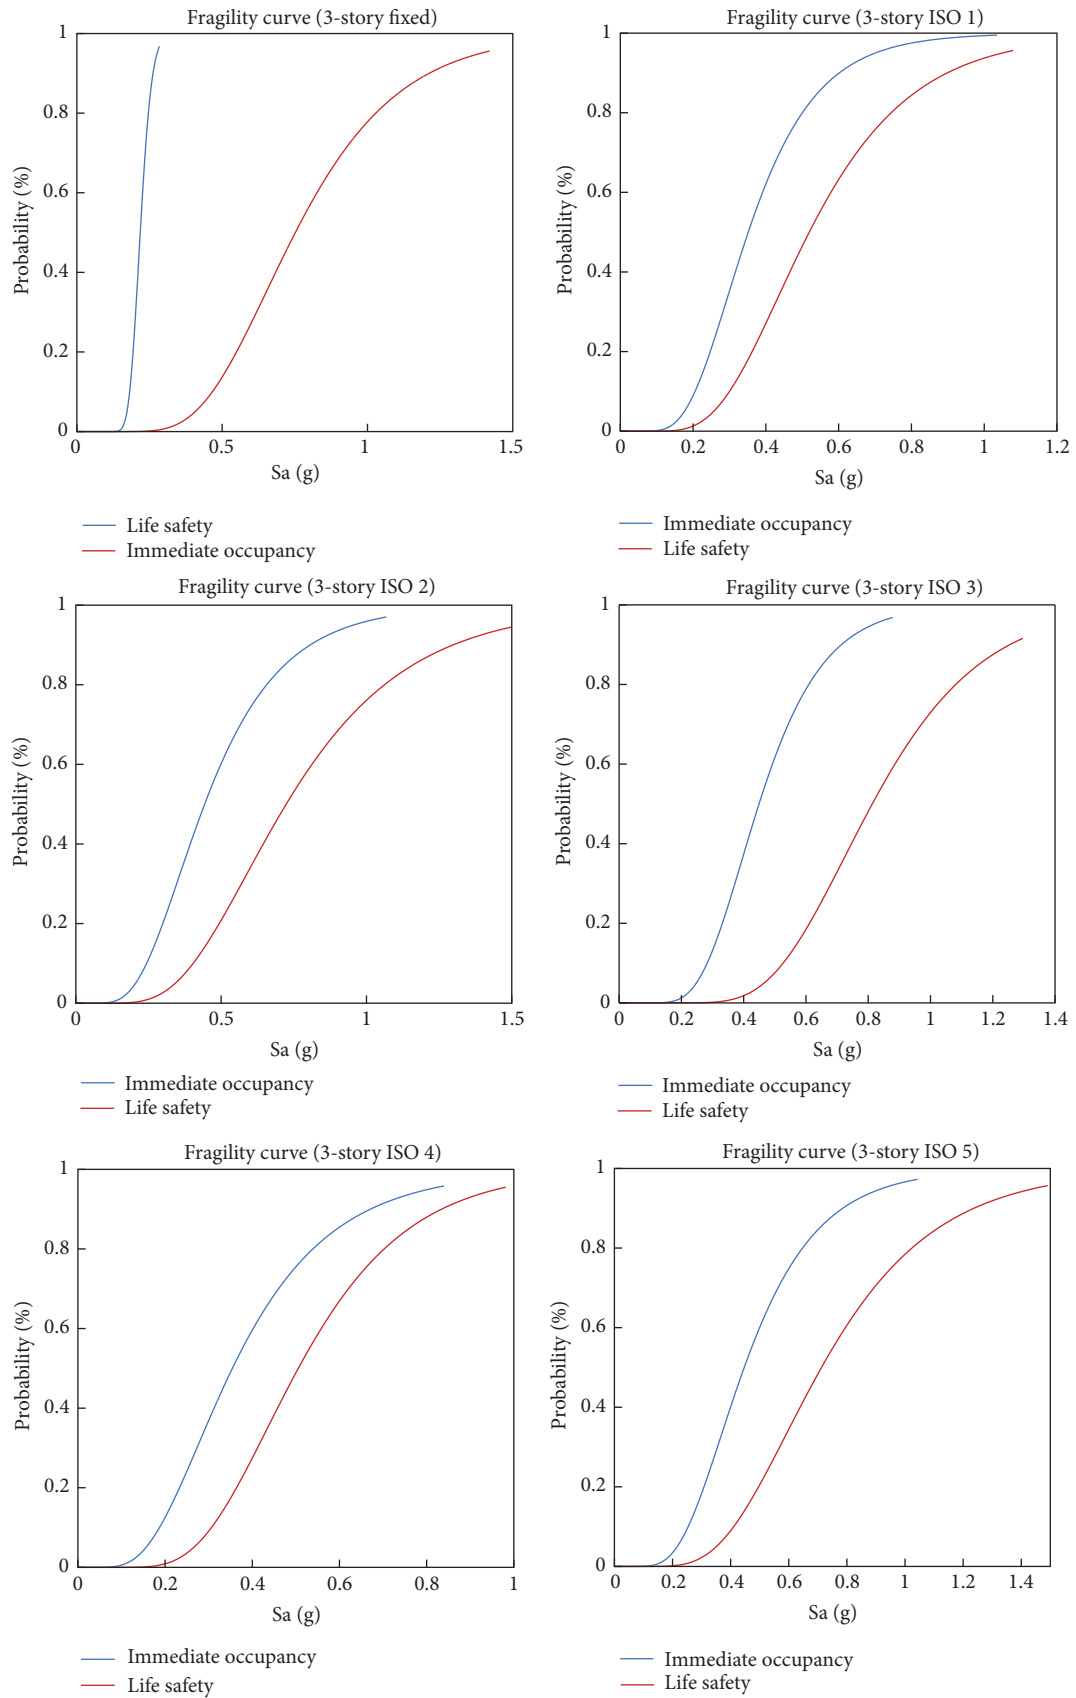 Fragility curve (3-story fixed)
1
0.8
0.6
0.4
0.2
0
Probability (%)
0
0.5
1
1.5
Sa (g)
Life safety
Immediate occupancy
Fragility curve (3-story ISO 1)
1
0.8
0.6
0.4
0.2
0
Probability (%)
0
0.2
0.4
0.6
0.8
1
1.2
Sa (g)
Immediate occupancy
Life safety
Fragility curve (3-story ISO 2)
1
0.8
0.6
0.4
0.2
0
Probability (%)
0
0.5
1
1.5
Sa (g)
Immediate occupancy
Life safety
Fragility curve (3-story ISO 3)
1
0.8
0.6
0.4
0.2
0
Probability (%)
0
0.2
0.4
0.6
0.8
1
1.2
1.4
Sa (g)
Immediate occupancy
Life safety
Fragility curve (3-story ISO 4)
1
0.8
0.6
0.4
0.2
0
Probability (%)
0
0.2
0.4
0.6
0.8
1
Sa (g)
Immediate occupancy
Life safety
Fragility curve (3-story ISO 5)
1
0.8
0.6
0.4
0.2
0
Probability (%)
0
0.2
0.4
0.6
0.8
1
1.2
1.4
Sa (g)
Immediate occupancy
Life safety